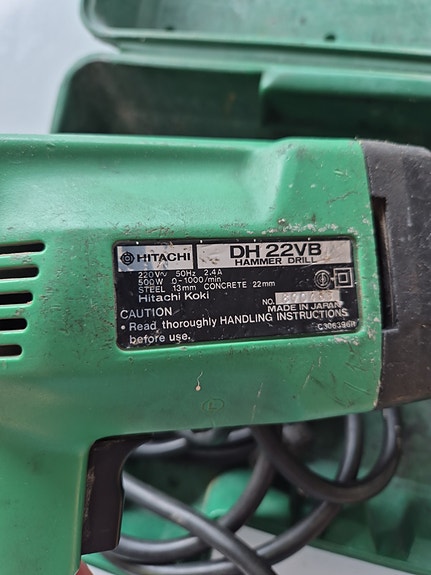 HITACHI
DH 22VB
HAMMER DRILL
220V~ 50Hz 2.4A
500W 0-1000/min
STEEL 13mm CONCRETE 22mm
Hitachi Koki
NO.
MADE IN JAPAN
CAUTION
• Read thoroughly HANDLING INSTRUCTIONS
before use.
L